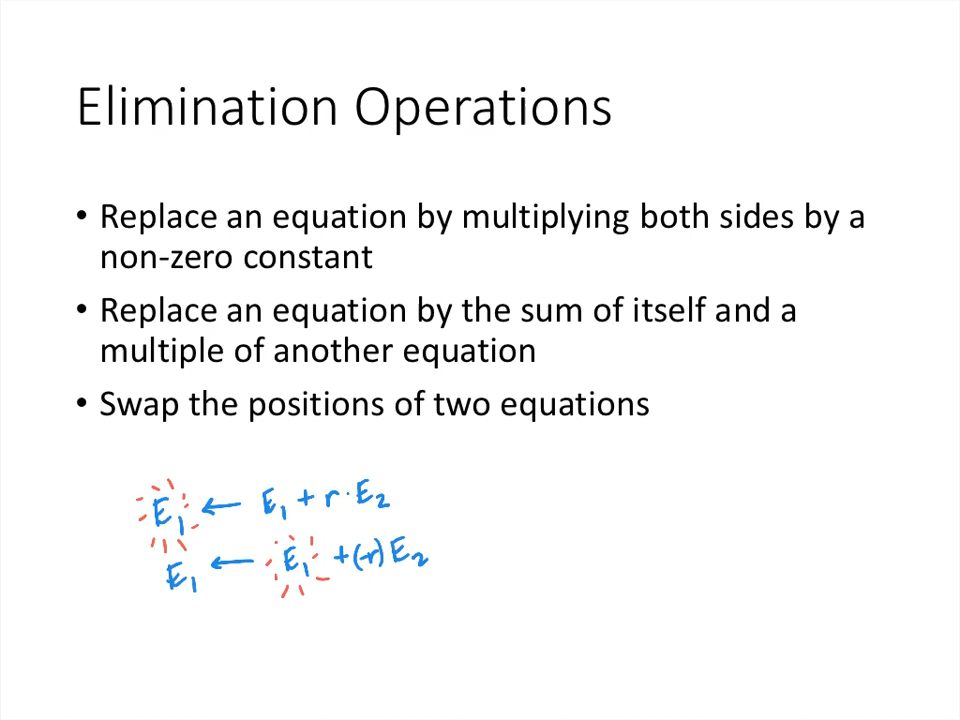 Elimination Operations
• Replace an equation by multiplying both sides by a
non-zero constant
• Replace an equation by the sum of itself and a
multiple of another equation
• Swap the positions of two equations
E₁ ← E₁ + r · E₂
E₁ ← E₁ + (-r) E₂